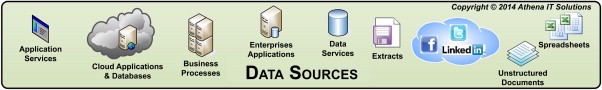 Copyright © 2014 Athena IT Solutions
Application
Services
Cloud Applications
& Databases
Business
Processes
Enterprises
Applications
Data
Services
Extracts
f
Linked in
Unstructured
Documents
Spreadsheets
DATA SOURCES